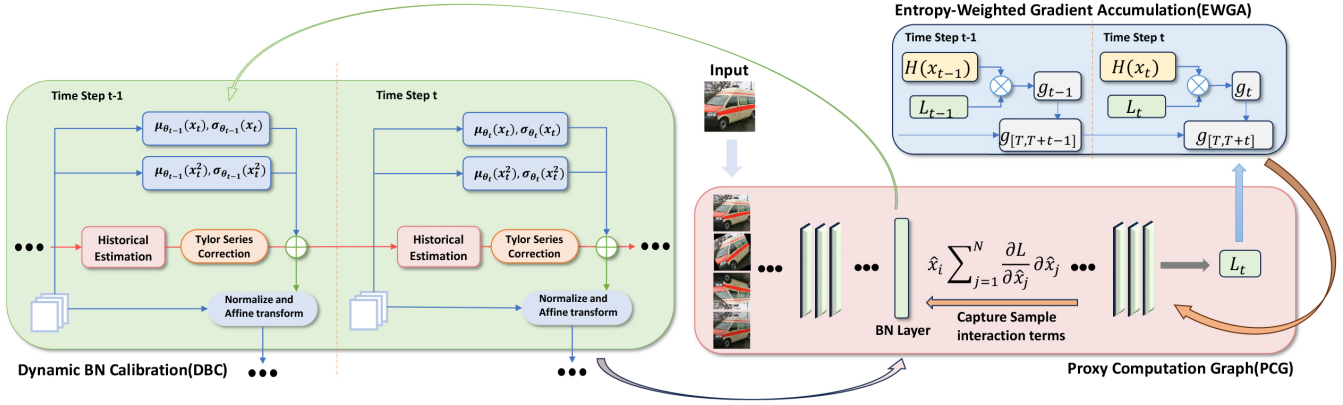 Entropy-Weighted Gradient Accumulation(EWGA)
Time Step t-1
Time Step t
H(x_{t-1})
H(x_t)
g_{t-1}
g_t
L_{t-1}
L_t
g_{[T,T+t-1]}
g_{[T,T+t]}
Input
Time Step t-1
Time Step t
μ_{θ_{t-1}}(x_t), σ_{θ_{t-1}}(x_t)
μ_{θ_t}(x_t), σ_{θ_t}(x_t)
μ_{θ_{t-1}}(x_t^2), σ_{θ_{t-1}}(x_t^2)
μ_{θ_t}(x_t^2), σ_{θ_t}(x_t^2)
Historical
Estimation
Tylor Series
Correction
Historical
Estimation
Tylor Series
Correction
Normalize and
Affine transform
Normalize and
Affine transform
Dynamic BN Calibration(DBC)
BN Layer
x̂_i ∑_{j=1}^{N} ∂L/∂x̂_j ∂x̂_j
Capture Sample
interaction terms
L_t
Proxy Computation Graph(PCG)